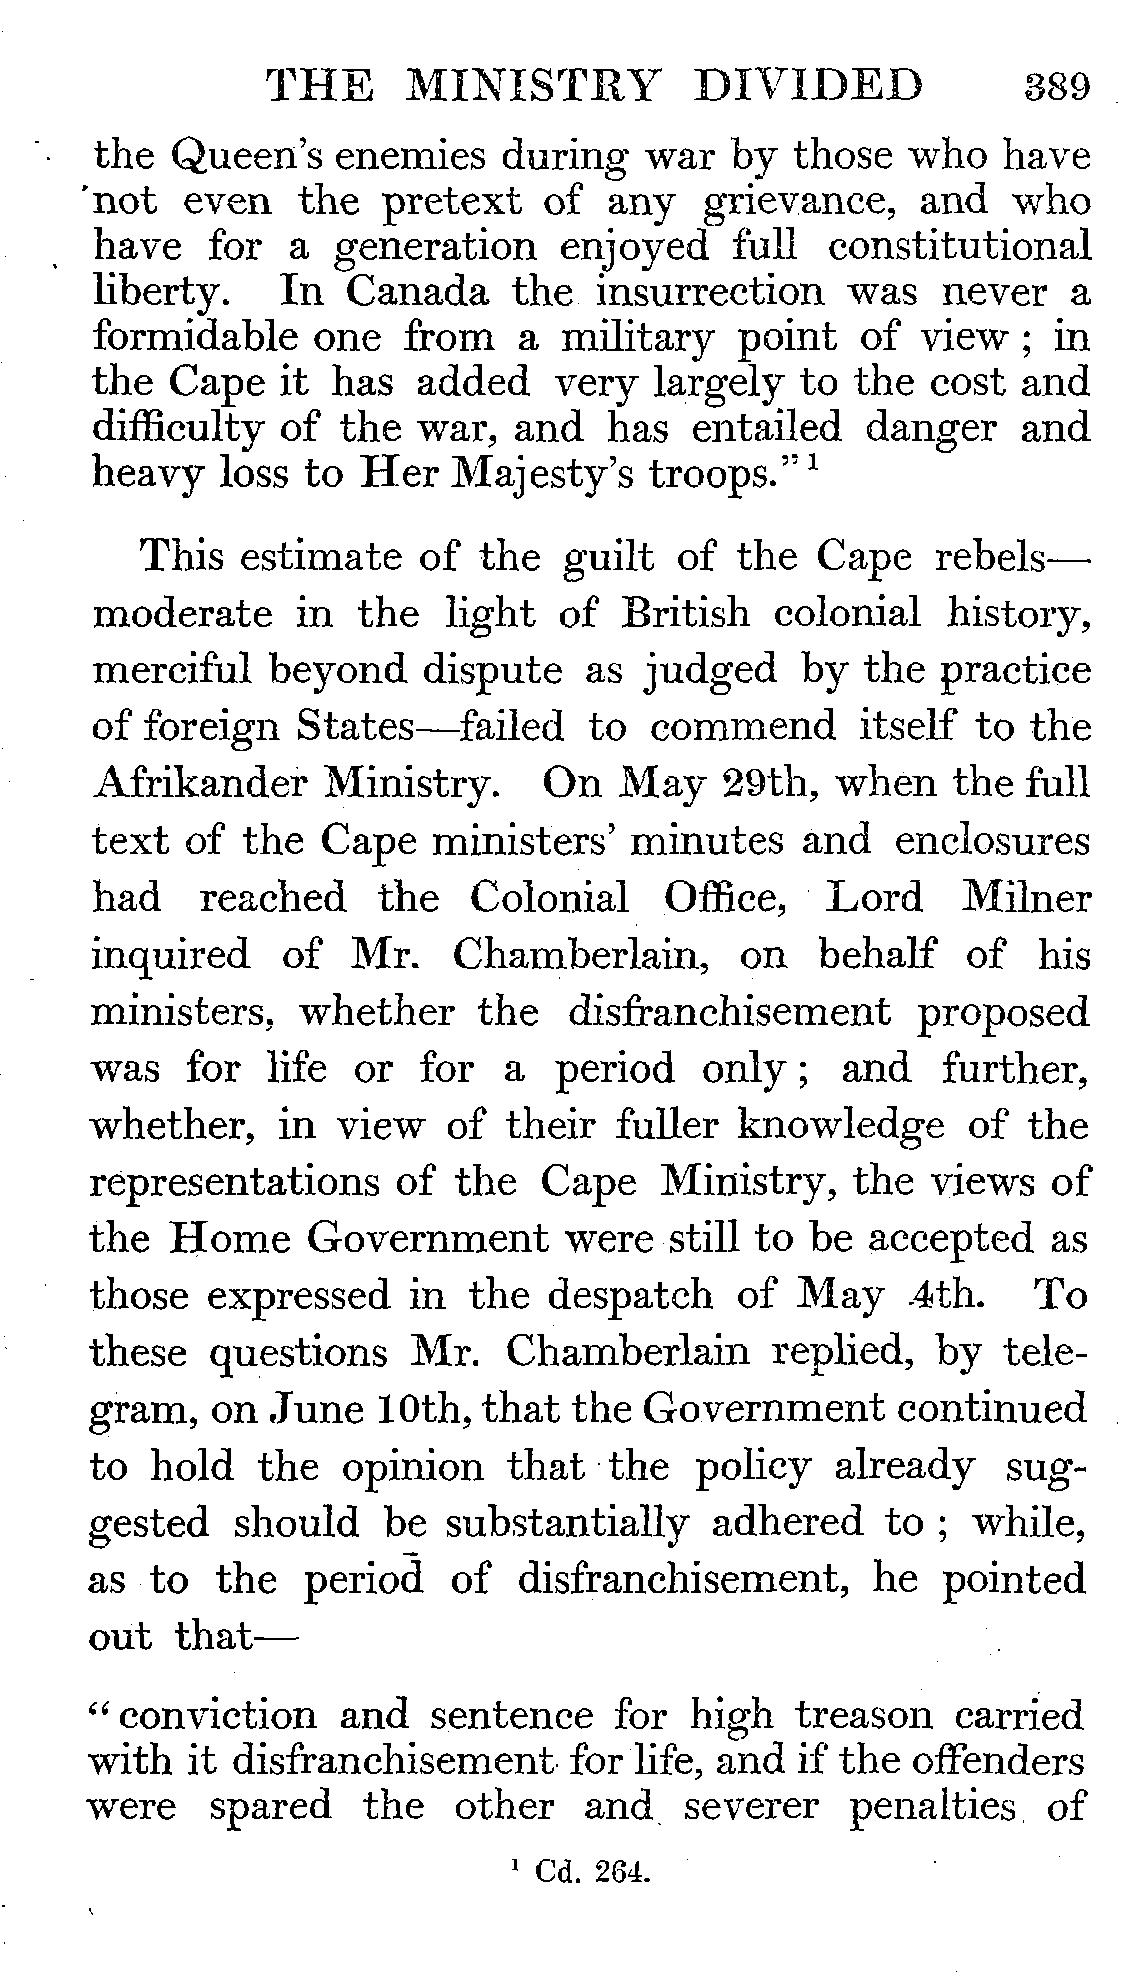 THE MINISTRY DIVIDED 389
the Queen's enemies during war by those who have
not even the pretext of any grievance, and who
have for a generation enjoyed full constitutional
liberty. In Canada the insurrection was never a
formidable one from a military point of view ; in
the Cape it has added very largely to the cost and
difficulty of the war, and has entailed danger and
heavy loss to Her Majesty's troops." 1
This estimate of the guilt of the Cape rebels—
moderate in the light of British colonial history,
merciful beyond dispute as judged by the practice
of foreign States—failed to commend itself to the
Afrikander Ministry. On May 29th, when the full
text of the Cape ministers' minutes and enclosures
had reached the Colonial Office, Lord Milner
inquired of Mr. Chamberlain, on behalf of his
ministers, whether the disfranchisement proposed
was for life or for a period only ; and further,
whether, in view of their fuller knowledge of the
representations of the Cape Ministry, the views of
the Home Government were still to be accepted as
those expressed in the despatch of May 4th. To
these questions Mr. Chamberlain replied, by tele-
gram, on June 10th, that the Government continued
to hold the opinion that the policy already sug-
gested should be substantially adhered to ; while,
as to the period of disfranchisement, he pointed
out that—
"conviction and sentence for high treason carried
with it disfranchisement for life, and if the offenders
were spared the other and severer penalties of
1 Cd. 264.